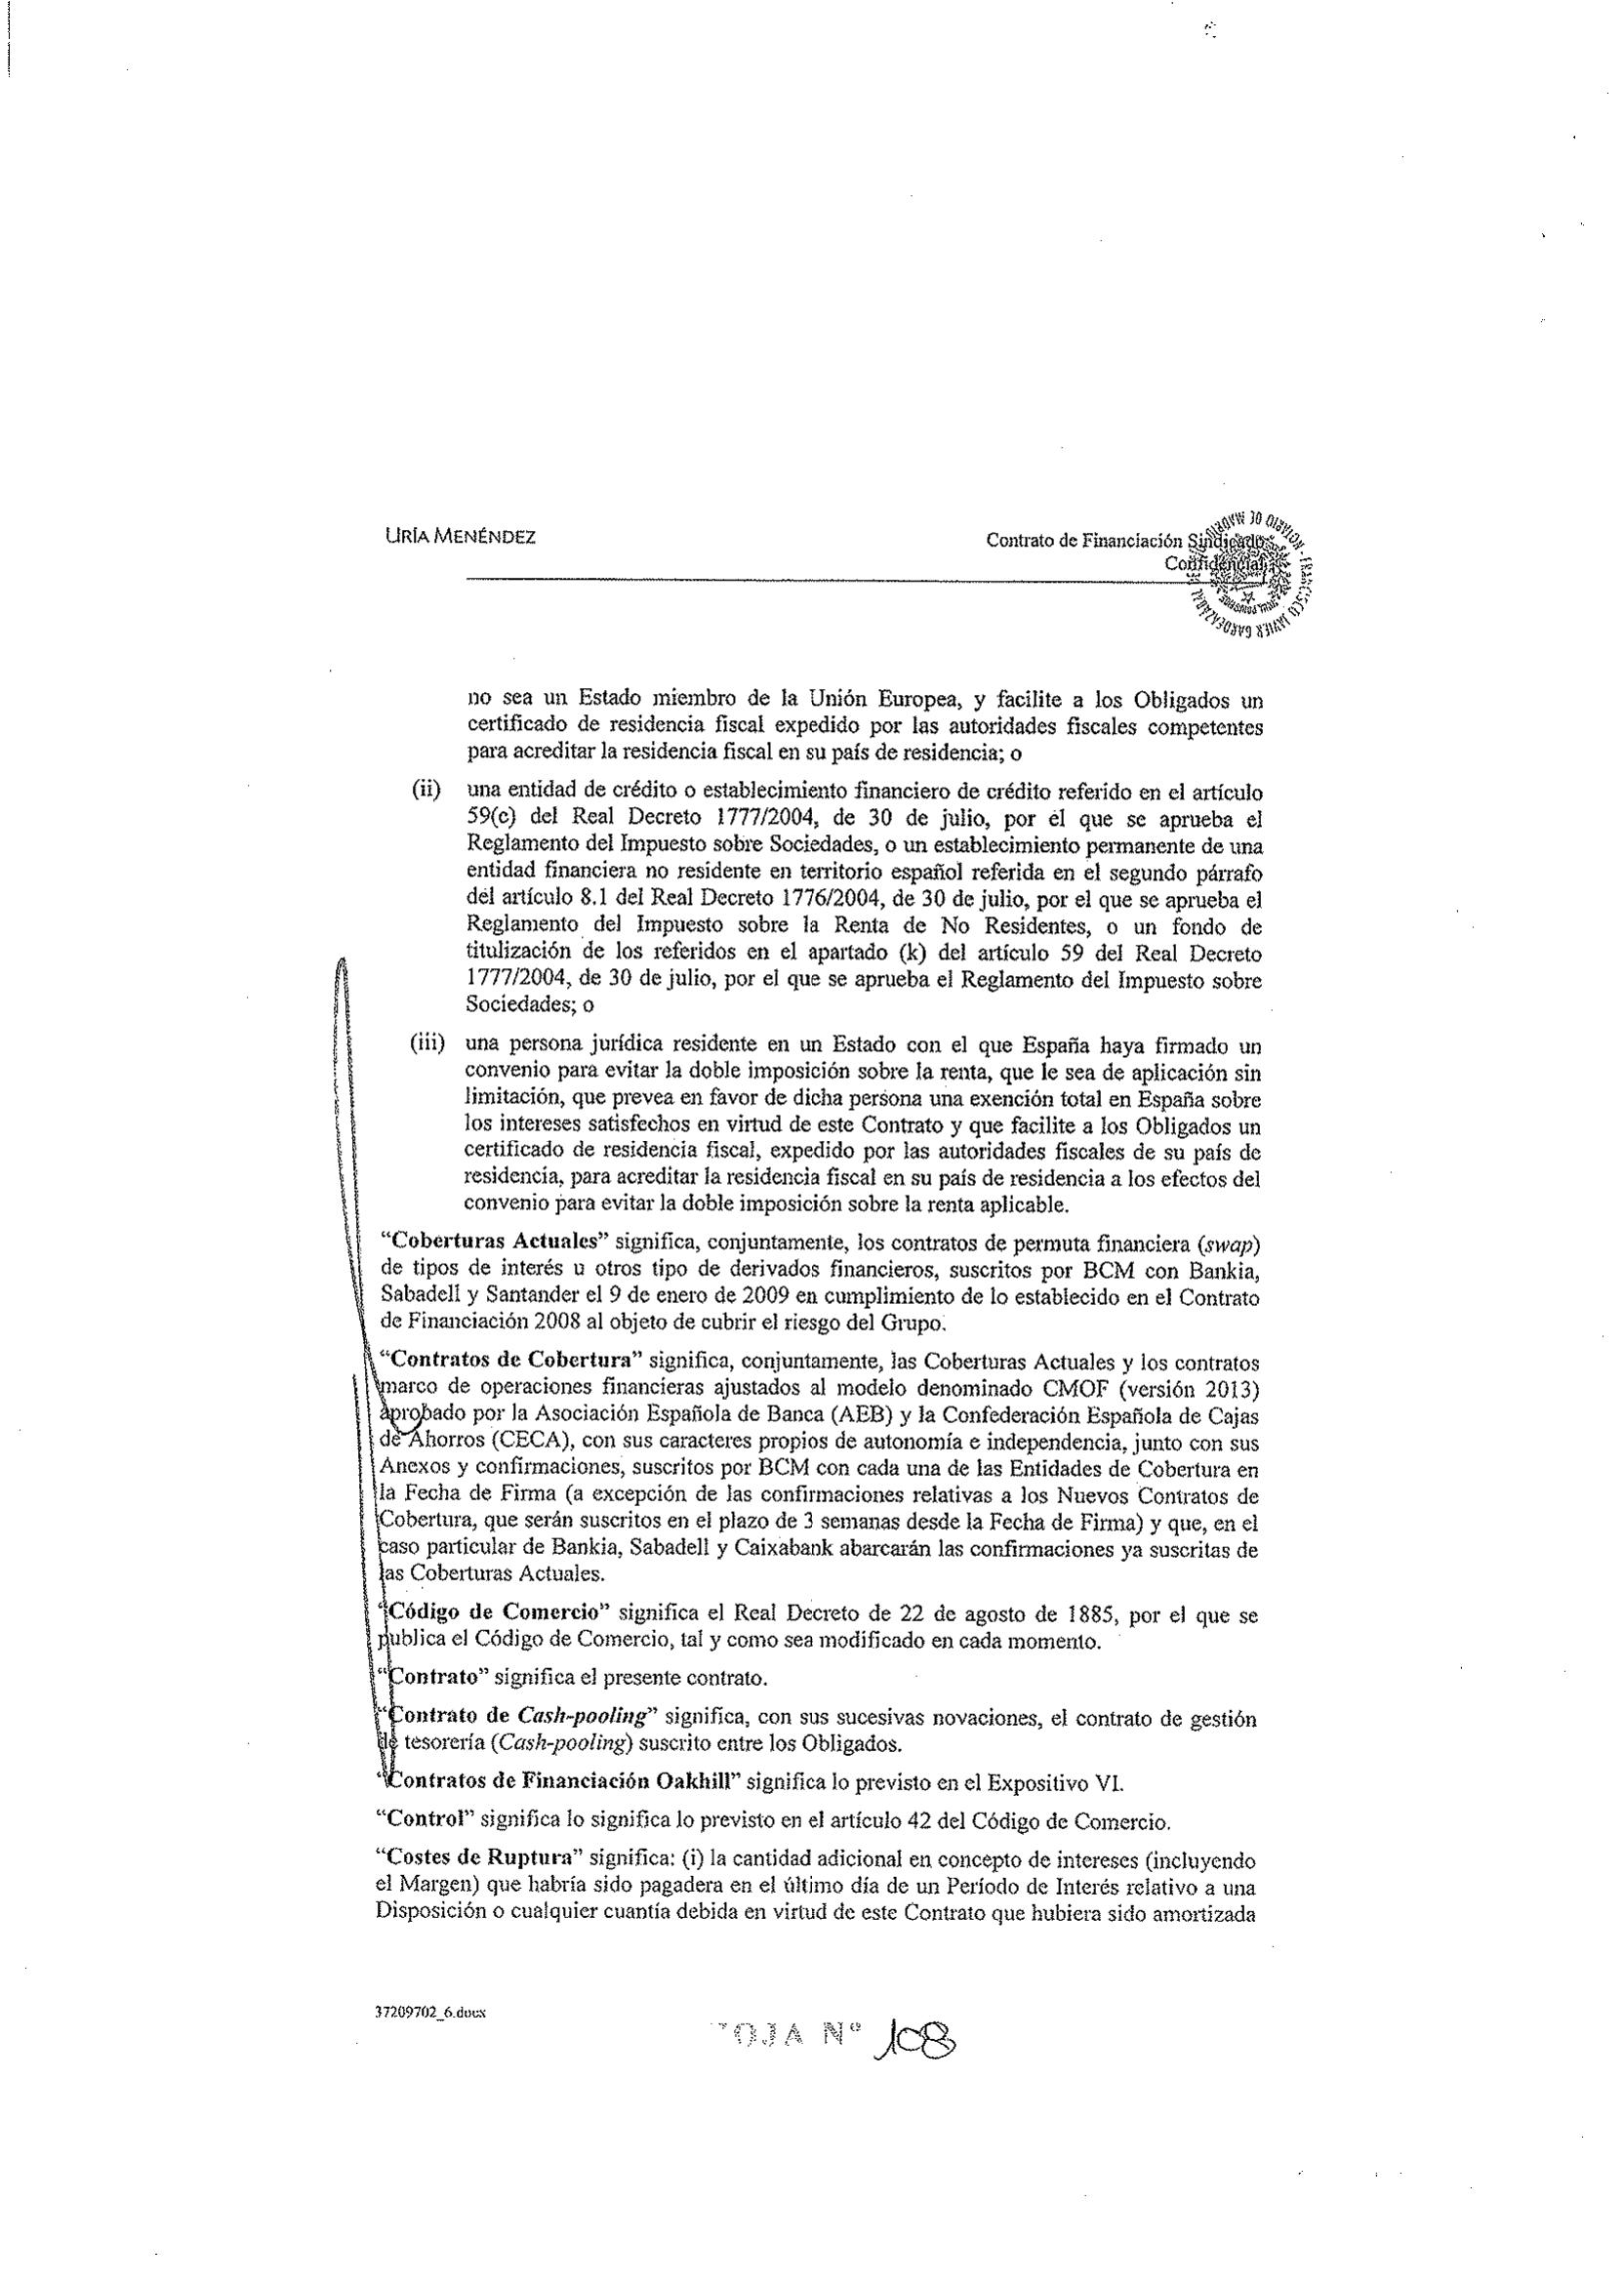 URÍA MENÉNDEZ
Contrato de Financiación Sindicado
Confidencial
no sea un Estado miembro de la Unión Europea, y facilite a los Obligados un
certificado de residencia fiscal expedido por las autoridades fiscales competentes
para acreditar la residencia fiscal en su país de residencia; o
(ii) una entidad de crédito o establecimiento financiero de crédito referido en el artículo
59(c) del Real Decreto 1777/2004, de 30 de julio, por el que se aprueba el
Reglamento del Impuesto sobre Sociedades, o un establecimiento permanente de una
entidad financiera no residente en territorio español referida en el segundo párrafo
del artículo 8.1 del Real Decreto 1776/2004, de 30 de julio, por el que se aprueba el
Reglamento del Impuesto sobre la Renta de No Residentes, o un fondo de
titulización de los referidos en el apartado (k) del artículo 59 del Real Decreto
1777/2004, de 30 de julio, por el que se aprueba el Reglamento del Impuesto sobre
Sociedades; o
(iii) una persona jurídica residente en un Estado con el que España haya firmado un
convenio para evitar la doble imposición sobre la renta, que le sea de aplicación sin
limitación, que prevea en favor de dicha persona una exención total en España sobre
los intereses satisfechos en virtud de este Contrato y que facilite a los Obligados un
certificado de residencia fiscal, expedido por las autoridades fiscales de su país de
residencia, para acreditar la residencia fiscal en su país de residencia a los efectos del
convenio para evitar la doble imposición sobre la renta aplicable.
“Coberturas Actuales” significa, conjuntamente, los contratos de permuta financiera (swap)
de tipos de interés u otros tipo de derivados financieros, suscritos por BCM con Bankia,
Sabadell y Santander el 9 de enero de 2009 en cumplimiento de lo establecido en el Contrato
de Financiación 2008 al objeto de cubrir el riesgo del Grupo.
“Contratos de Cobertura” significa, conjuntamente, las Coberturas Actuales y los contratos
marco de operaciones financieras ajustados al modelo denominado CMOF (versión 2013)
aprobado por la Asociación Española de Banca (AEB) y la Confederación Española de Cajas
de Ahorros (CECA), con sus caracteres propios de autonomía e independencia, junto con sus
Anexos y confirmaciones, suscritos por BCM con cada una de las Entidades de Cobertura en
la Fecha de Firma (a excepción de las confirmaciones relativas a los Nuevos Contratos de
Cobertura, que serán suscritos en el plazo de 3 semanas desde la Fecha de Firma) y que, en el
caso particular de Bankia, Sabadell y Caixabank abarcarán las confirmaciones ya suscritas de
las Coberturas Actuales.
“Código de Comercio” significa el Real Decreto de 22 de agosto de 1885, por el que se
publica el Código de Comercio, tal y como sea modificado en cada momento.
“Contrato” significa el presente contrato.
“Contrato de Cash-pooling” significa, con sus sucesivas novaciones, el contrato de gestión
de tesorería (Cash-pooling) suscrito entre los Obligados.
“Contratos de Financiación Oakhill” significa lo previsto en el Expositivo VI.
“Control” significa lo significa lo previsto en el artículo 42 del Código de Comercio.
“Costes de Ruptura” significa: (i) la cantidad adicional en concepto de intereses (incluyendo
el Margen) que habría sido pagadera en el último día de un Período de Interés relativo a una
Disposición o cualquier cuantía debida en virtud de este Contrato que hubiera sido amortizada
37209702_6.docx
OJA Nº 108